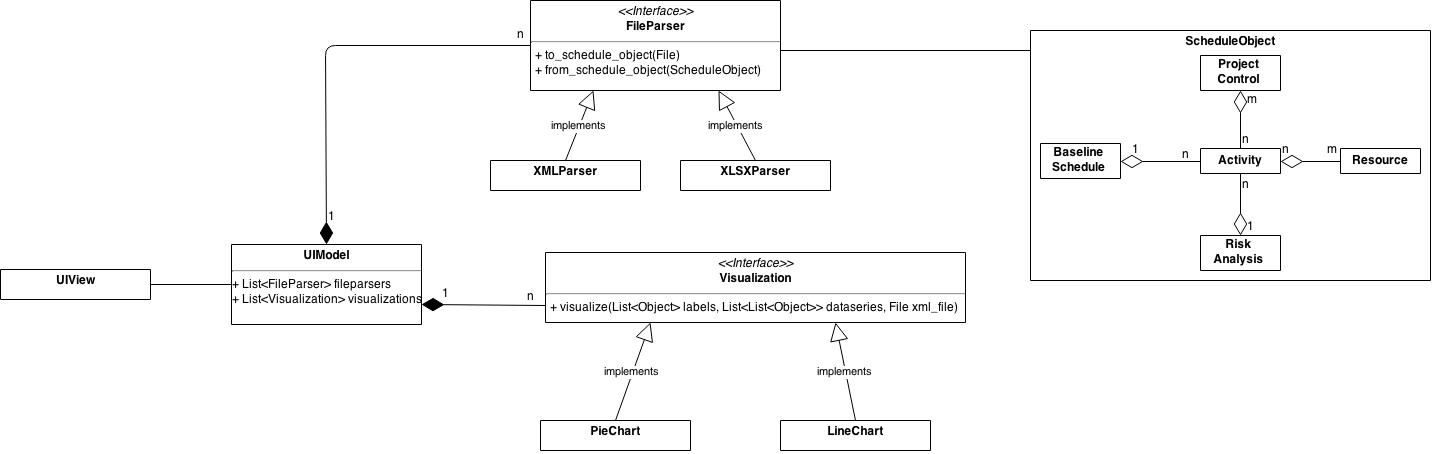 <<Interface>>
FileParser
+ to_schedule_object(File)
+ from_schedule_object(ScheduleObject)
n
implements
implements
XMLParser
XLSXParser
ScheduleObject
Project
Control
m
n
Baseline
Schedule
1
n
Activity
n
m
Resource
n
1
Risk
Analysis
1
UIModel
+ List<FileParser> fileparsers
+ List<Visualization> visualizations
UIView
1
n
<<Interface>>
Visualization
+ visualize(List<Object> labels, List<List<Object>> dataseries, File xml_file)
implements
implements
PieChart
LineChart